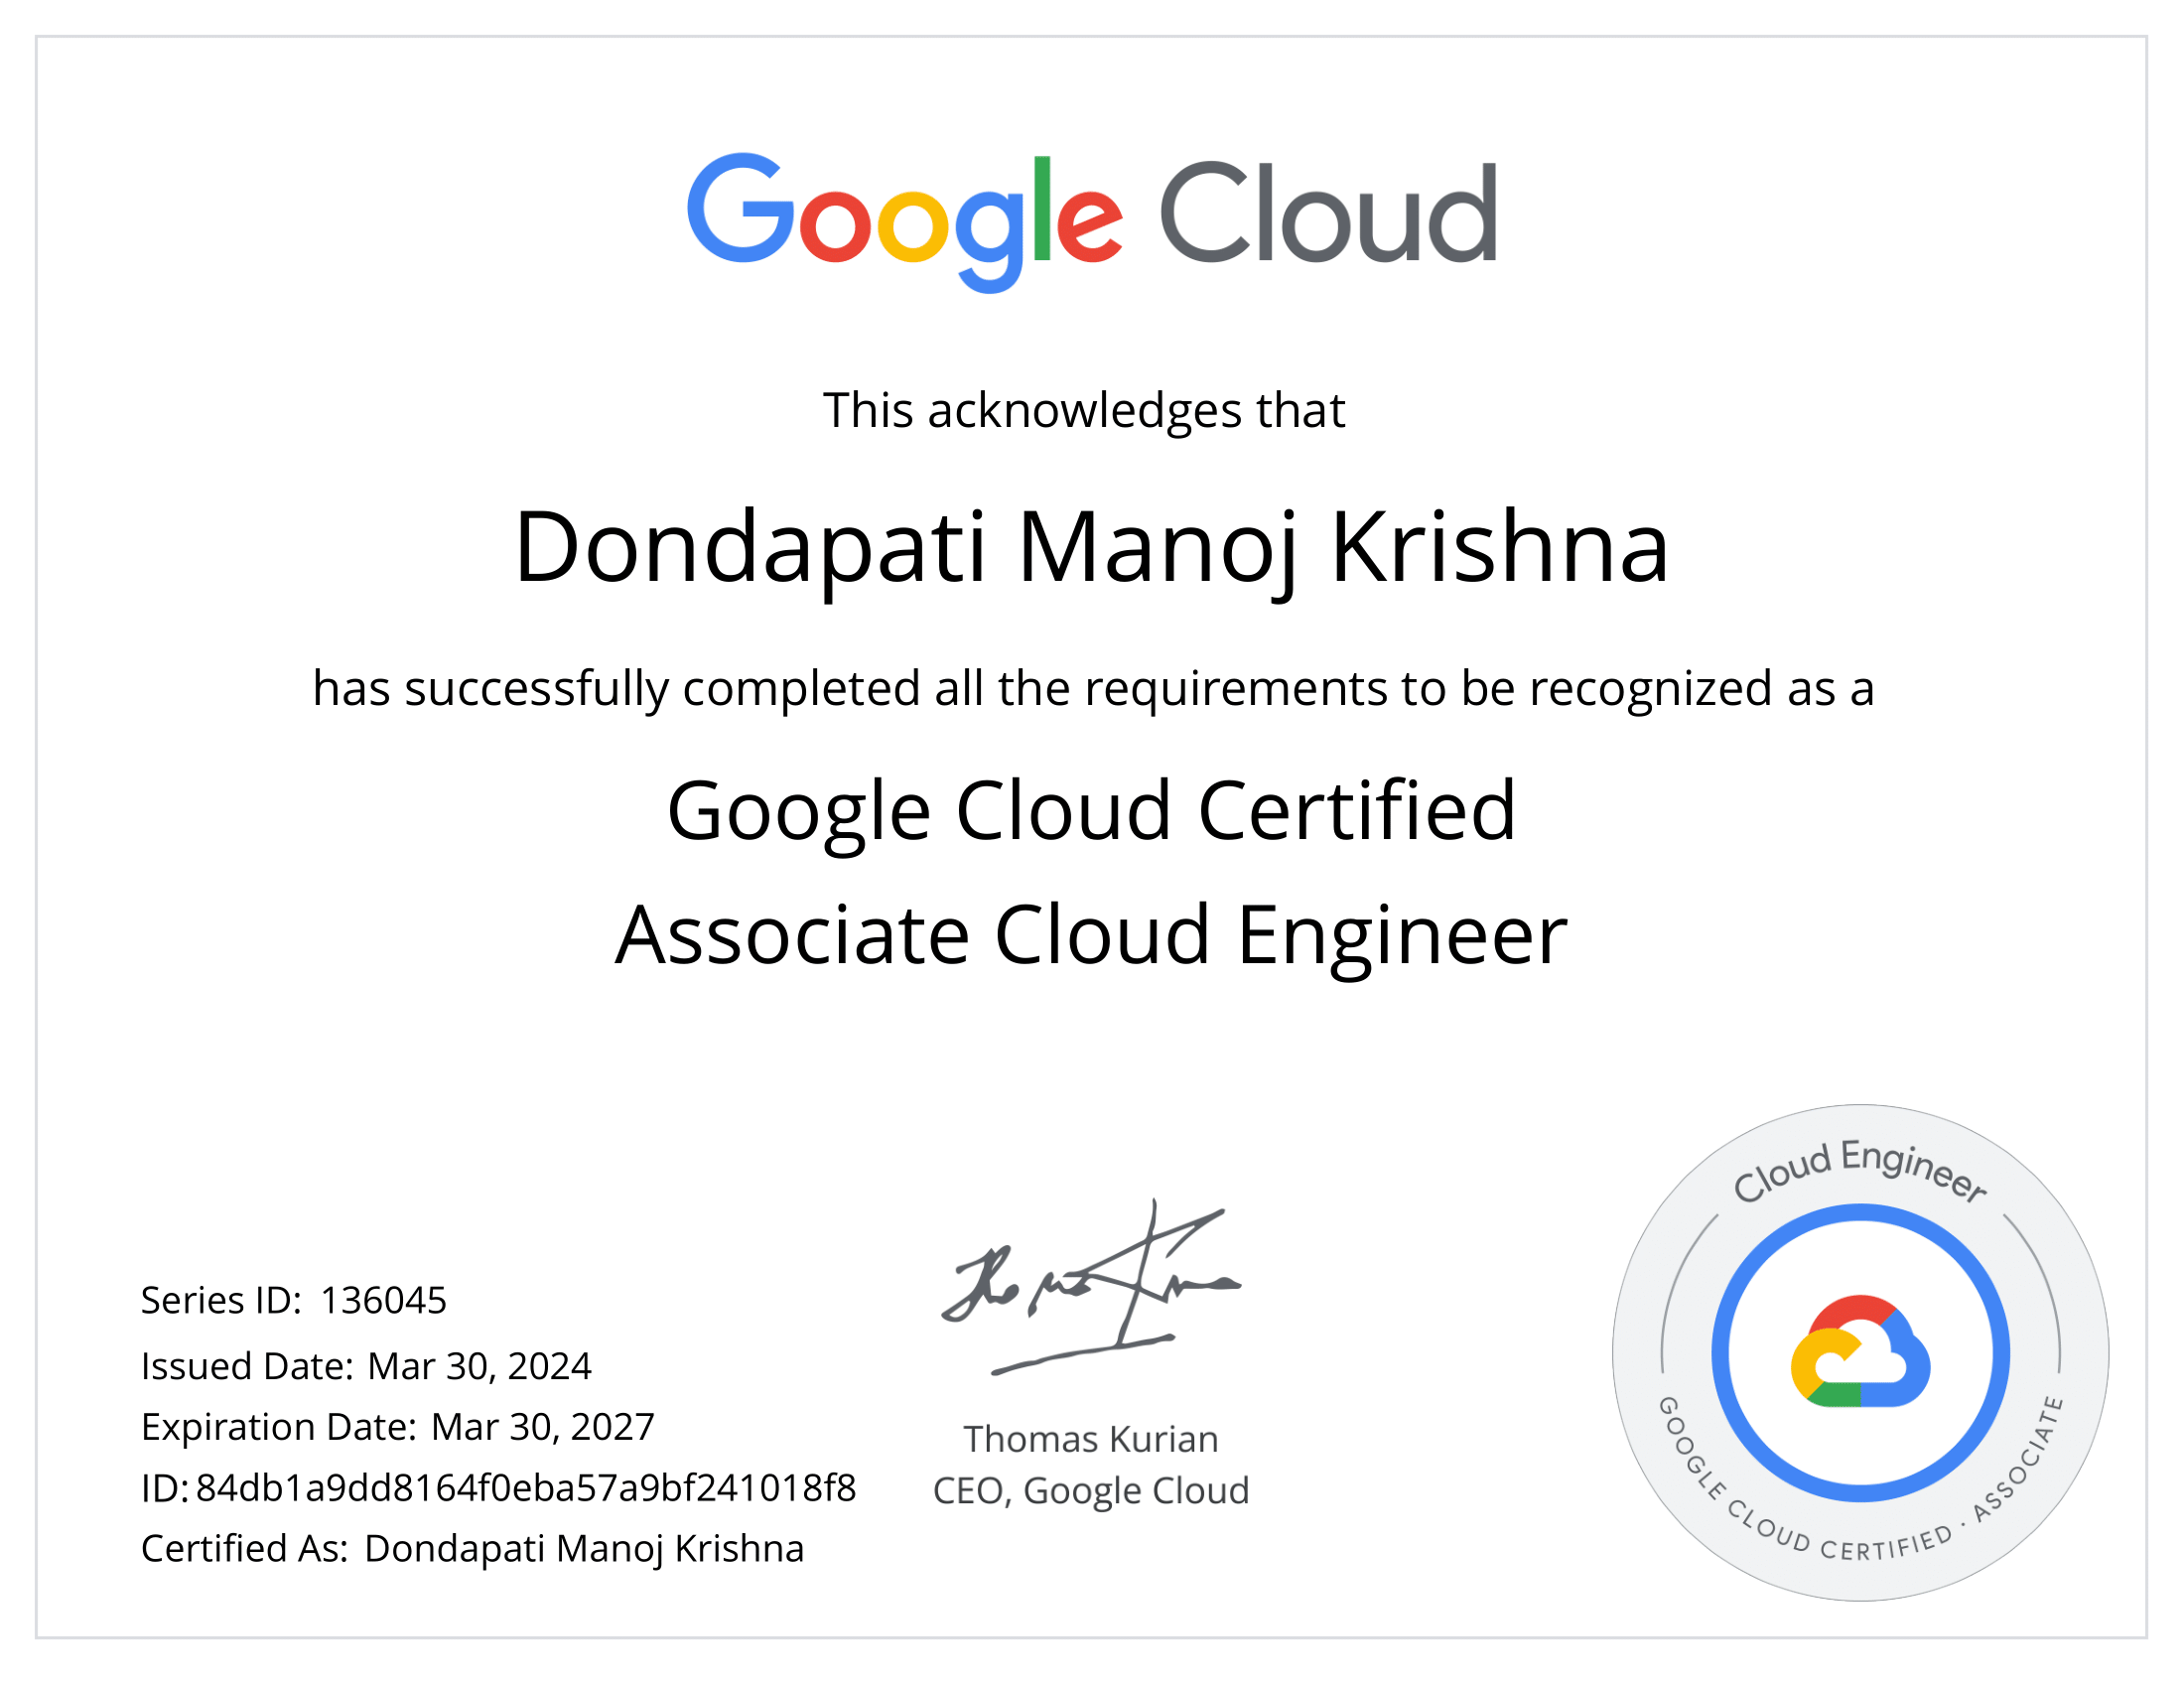 Google Cloud
This acknowledges that
Dondapati Manoj Krishna
has successfully completed all the requirements to be recognized as a
Google Cloud Certified
Associate Cloud Engineer
Series ID: 136045
Issued Date: Mar 30, 2024
Expiration Date: Mar 30, 2027
ID: 84db1a9dd8164f0eba57a9bf241018f8
Certified As: Dondapati Manoj Krishna
Thomas Kurian
CEO, Google Cloud
Cloud Engineer
GOOGLE CLOUD CERTIFIED · ASSOCIATE